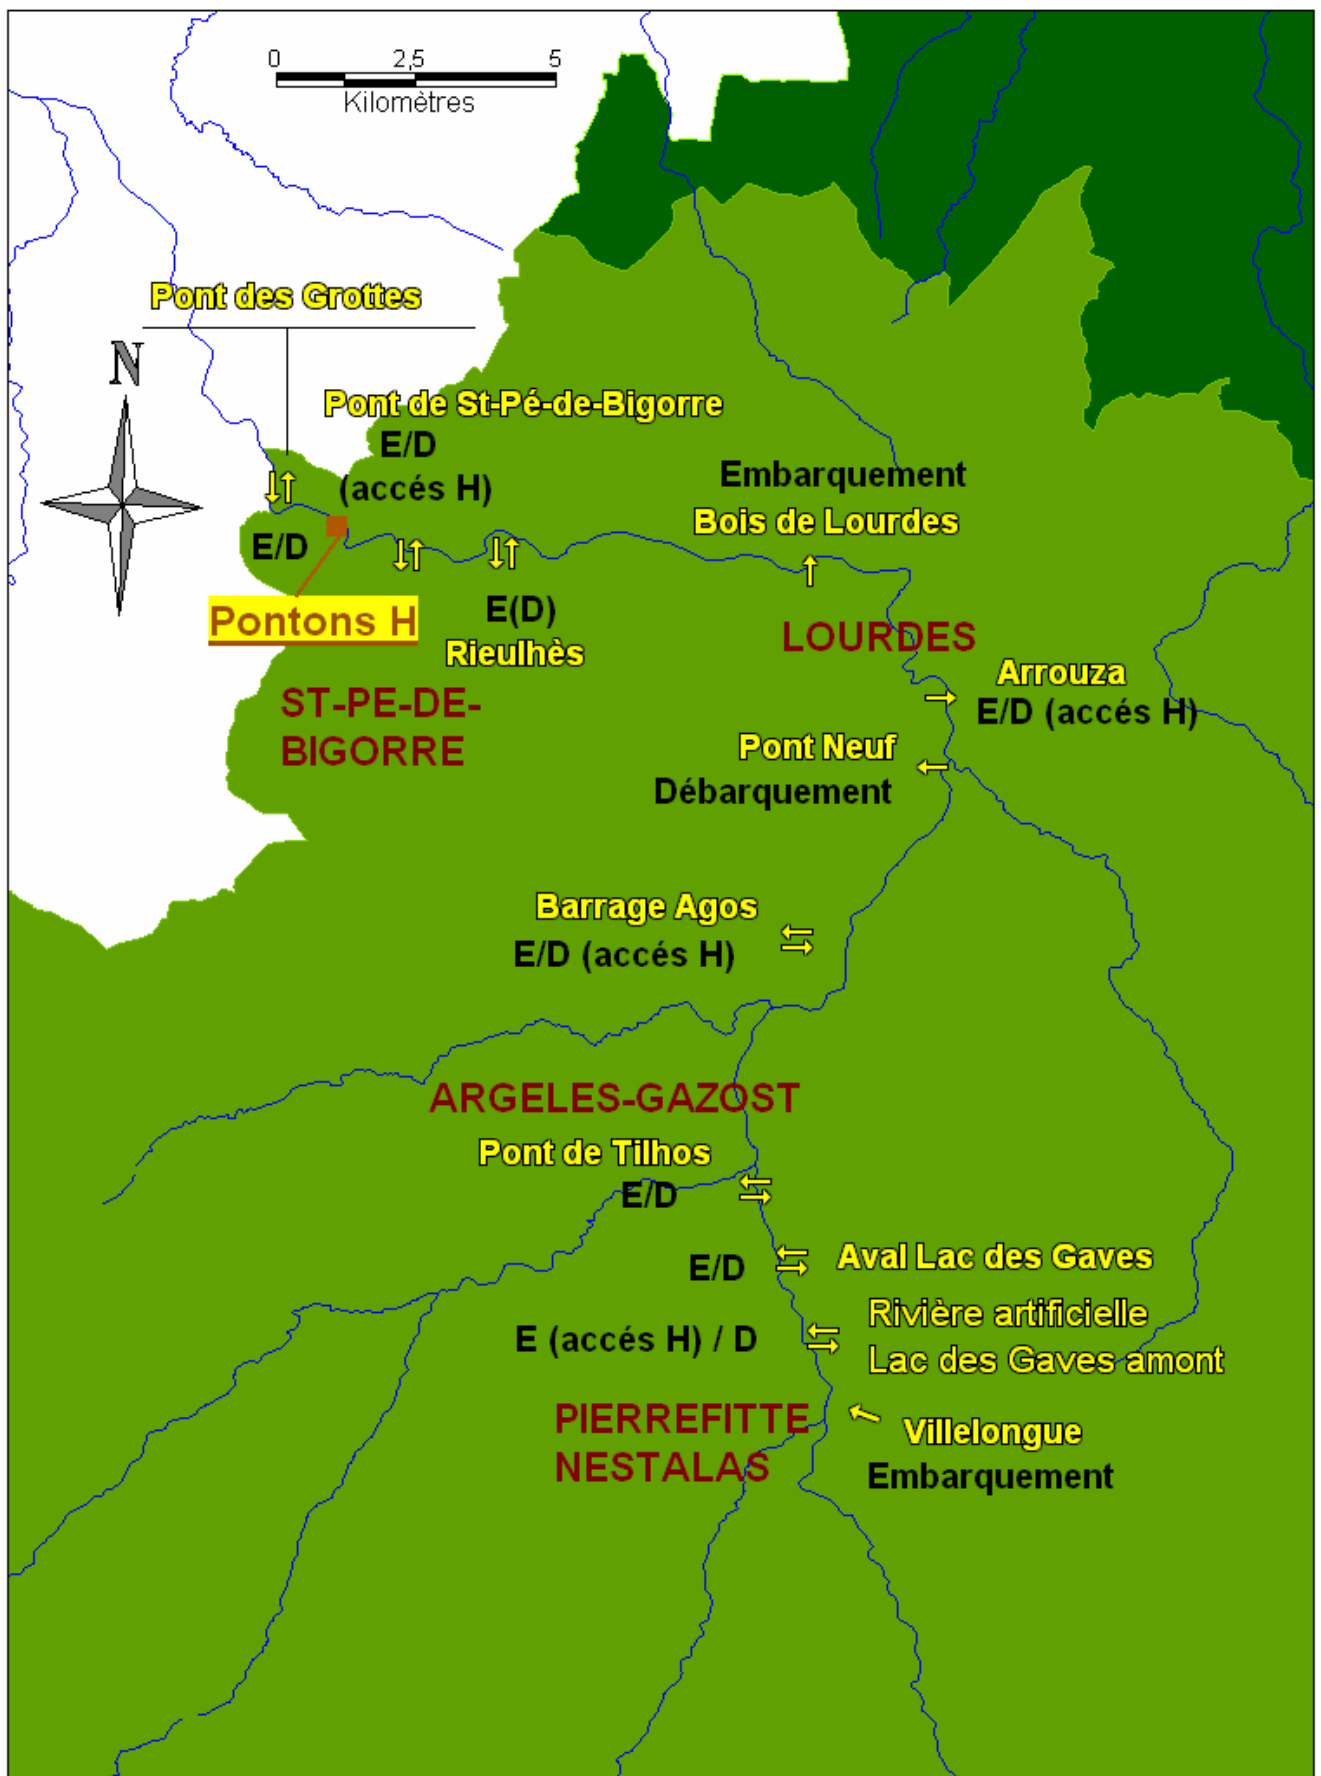 0 2,5 5
Kilomètres
Pont des Grottes
N
Pont de St-Pé-de-Bigorre
E/D
(accés H)
Embarquement
Bois de Lourdes
E/D
Pontons H
E(D)
Rieulhès
LOURDES
Arrouza
E/D (accés H)
ST-PE-DE-
BIGORRE
Pont Neuf
Débarquement
Barrage Agos
E/D (accés H)
ARGELES-GAZOST
Pont de Tilhos
E/D
E/D
Aval Lac des Gaves
Rivière artificielle
E (accés H) / D
Lac des Gaves amont
PIERREFITTE
NESTALAS
Villelongue
Embarquement